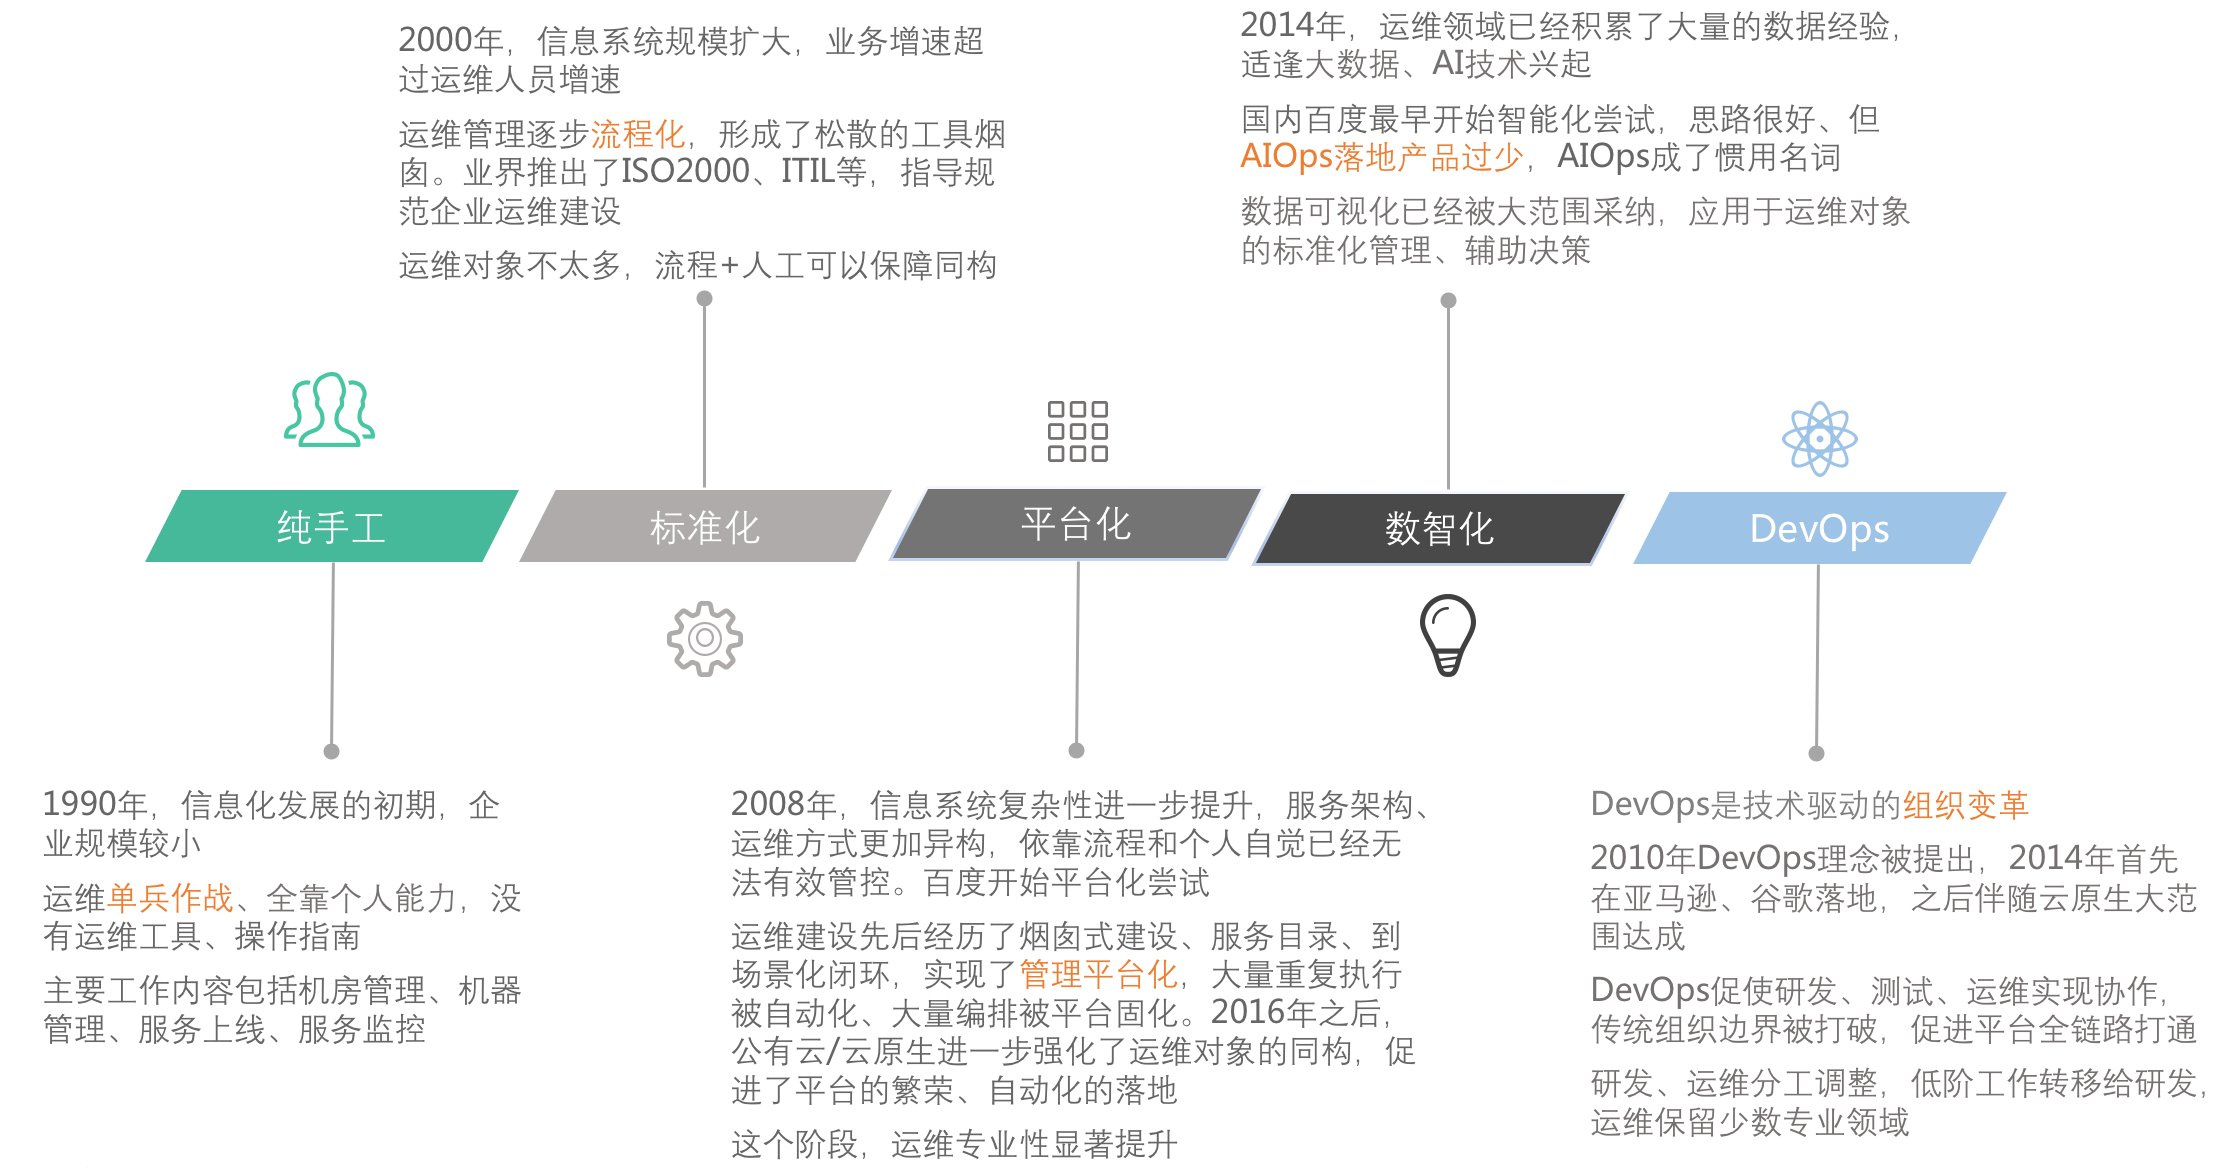 2000年，信息系统规模扩大，业务增速超
过运维人员增速
运维管理逐步流程化，形成了松散的工具烟
囱。业界推出了ISO2000、ITIL等，指导规
范企业运维建设
运维对象不太多，流程+人工可以保障同构
2014年，运维领域已经积累了大量的数据经验，
适逢大数据、AI技术兴起
国内百度最早开始智能化尝试，思路很好、但
AIOps落地产品过少，AIOps成了惯用名词
数据可视化已经被大范围采纳，应用于运维对象
的标准化管理、辅助决策
纯手工
标准化
平台化
数智化
DevOps
1990年，信息化发展的初期，企
业规模较小
运维单兵作战、全靠个人能力，没
有运维工具、操作指南
主要工作内容包括机房管理、机器
管理、服务上线、服务监控
2008年，信息系统复杂性进一步提升，服务架构、
运维方式更加异构，依靠流程和个人自觉已经无
法有效管控。百度开始平台化尝试
运维建设先后经历了烟囱式建设、服务目录、到
场景化闭环，实现了管理平台化，大量重复执行
被自动化、大量编排被平台固化。2016年之后，
公有云/云原生进一步强化了运维对象的同构，促
进了平台的繁荣、自动化的落地
这个阶段，运维专业性显著提升
DevOps是技术驱动的组织变革
2010年DevOps理念被提出，2014年首先
在亚马逊、谷歌落地，之后伴随云原生大范
围达成
DevOps促使研发、测试、运维实现协作，
传统组织边界被打破，促进平台全链路打通
研发、运维分工调整，低阶工作转移给研发，
运维保留少数专业领域